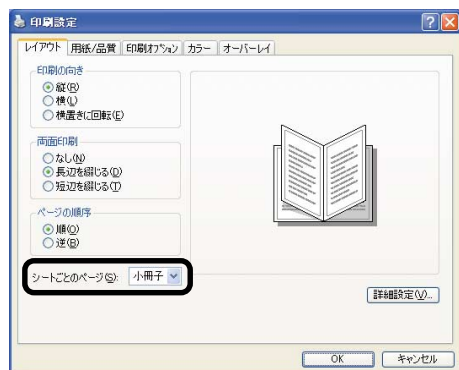 印刷設定
レイアウト 用紙/品質 印刷ｵﾌﾟｼｮﾝ カラー オーバーレイ
印刷の向き
縦(R)
横(L)
横置きに回転(E)
両面印刷
なし(N)
長辺を綴じる(D)
短辺を綴じる(T)
ページの順序
順(O)
逆(B)
シートごとのページ(S): 小冊子
詳細設定(V)...
OK キャンセル